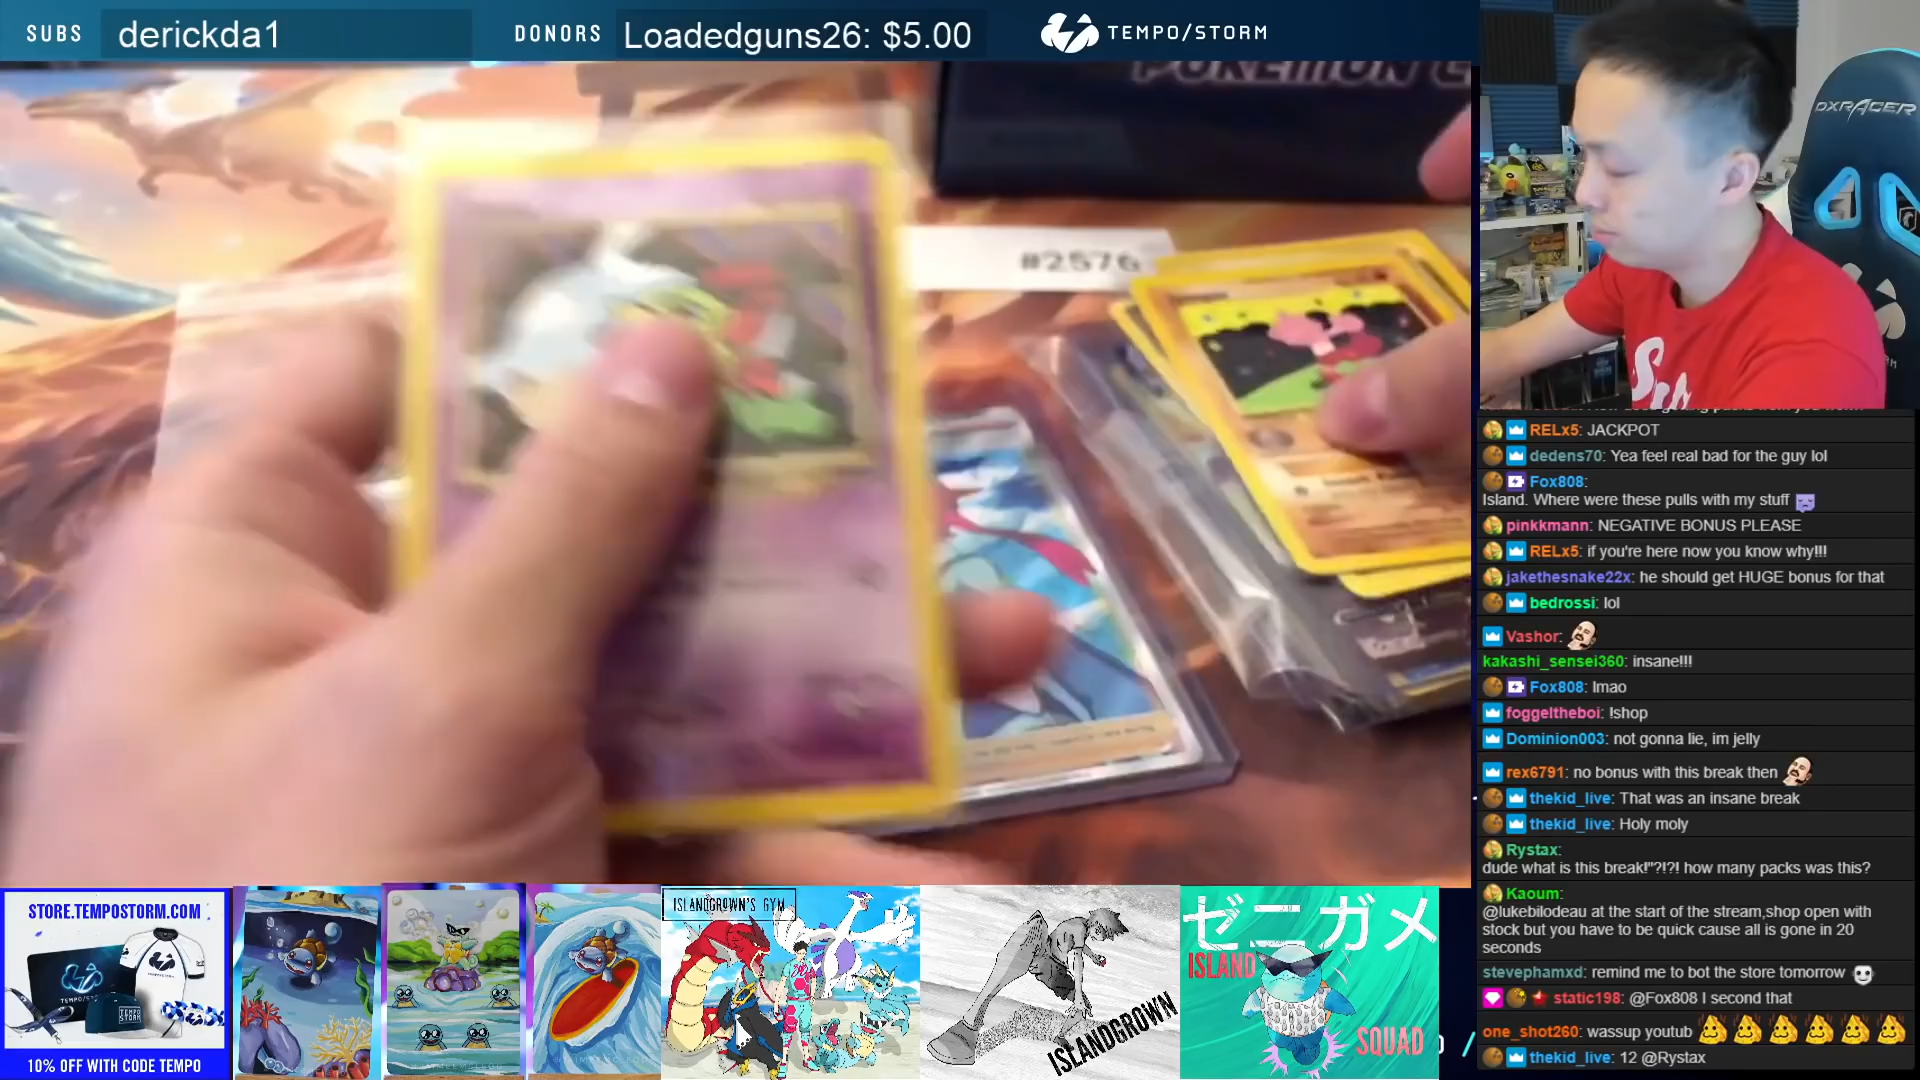 SUBS derickda1 DONORS Loadedguns26: $5.00 TEMPO/STORM
POKEMON
DXRACER
#2576
RELx5: JACKPOT
dedens70: Yea feel real bad for the guy lol
Fox808:
Island. Where were these pulls with my stuff
pinkkmann: NEGATIVE BONUS PLEASE
RELx5: if you're here now you know why!!!
jakethesnake22x: he should get HUGE bonus for that
bedrossi: lol
Vashor:
kakashi_sensei360: insane!!!
Fox808: lmao
foggeltheboi: !shop
Dominion003: not gonna lie, im jelly
rex6791: no bonus with this break then
thekid_live: That was an insane break
thekid_live: Holy moly
Rystax:
dude what is this break!"?!?! how many packs was this?
Kaoum:
@lukebilodeau at the start of the stream,shop open with
stock but you have to be quick cause all is gone in 20
seconds
stevephamxd: remind me to bot the store tomorrow
static198: @Fox808 I second that
one_shot260: wassup youtub
thekid_live: 12 @Rystax
STORE.TEMPOSTORM.COM
TEMPO
STORM
10% OFF WITH CODE TEMPO
ISLANDGROWN'S GYM
ISLANDGROWN
ゼニガメ
ISLAND
SQUAD